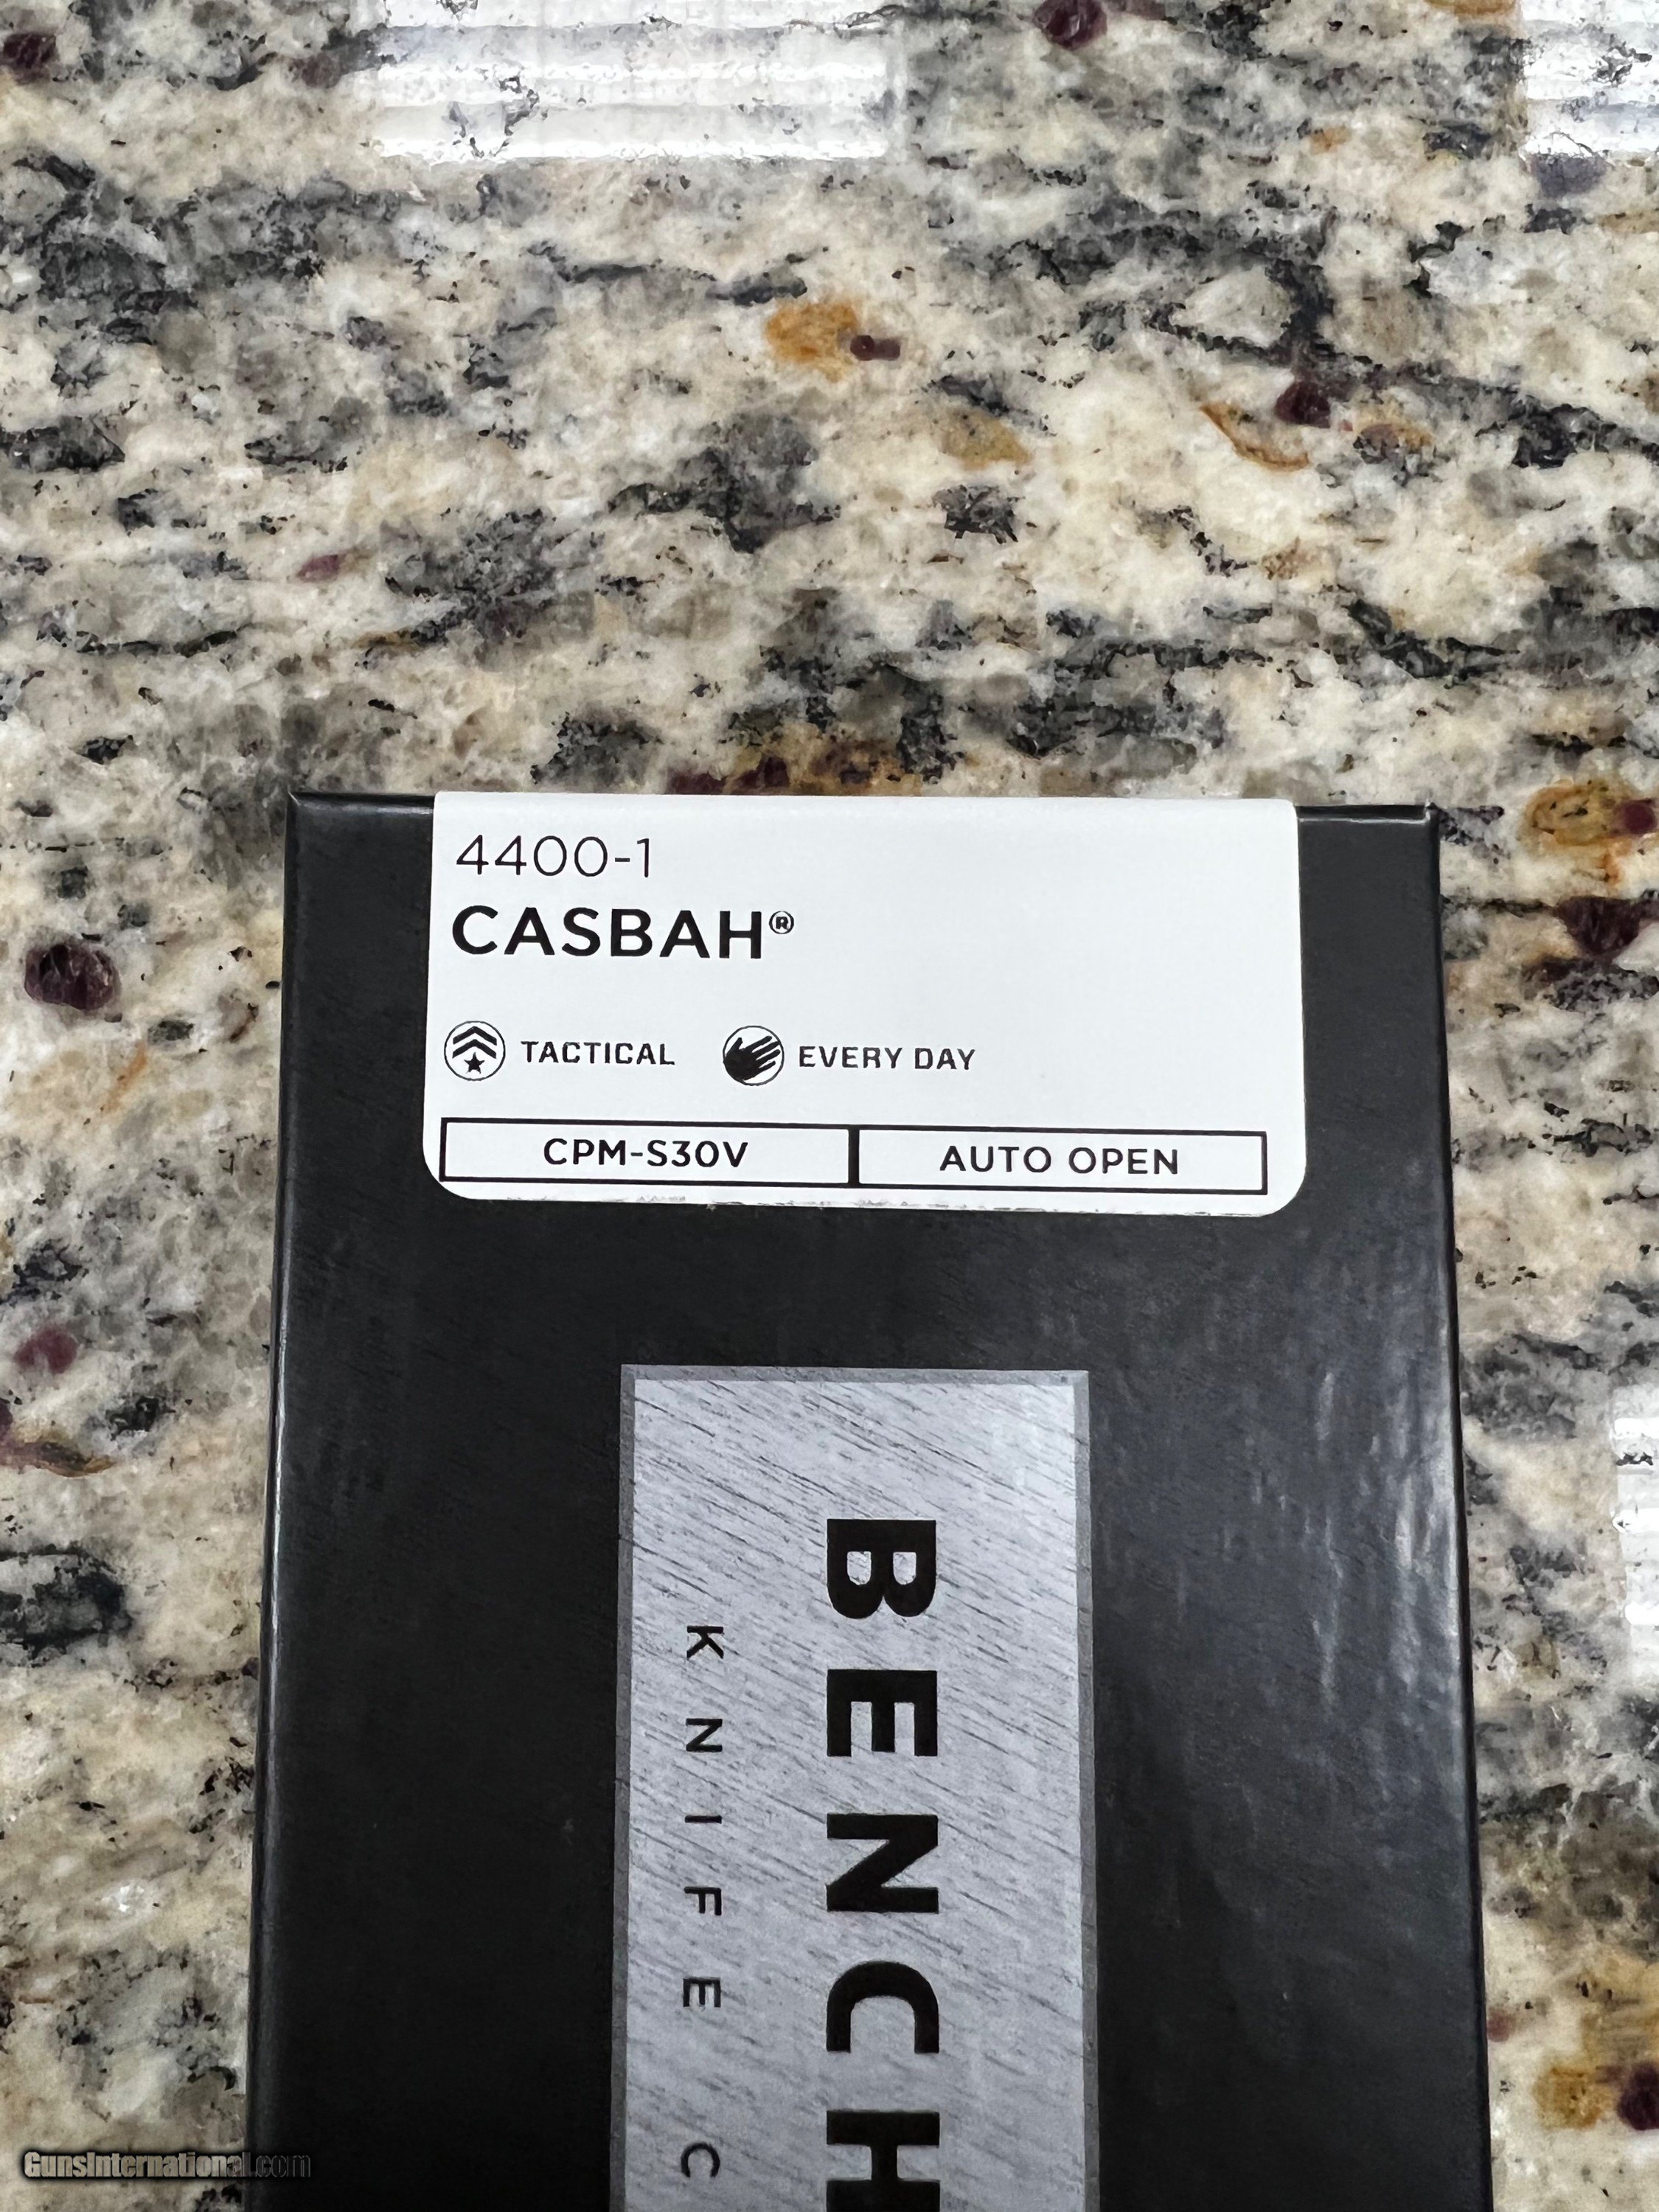 4400-1
CASBAH®
TACTICAL EVERY DAY
CPM-S30V AUTO OPEN
BENCH
KNIFE C
GunsInternational.com